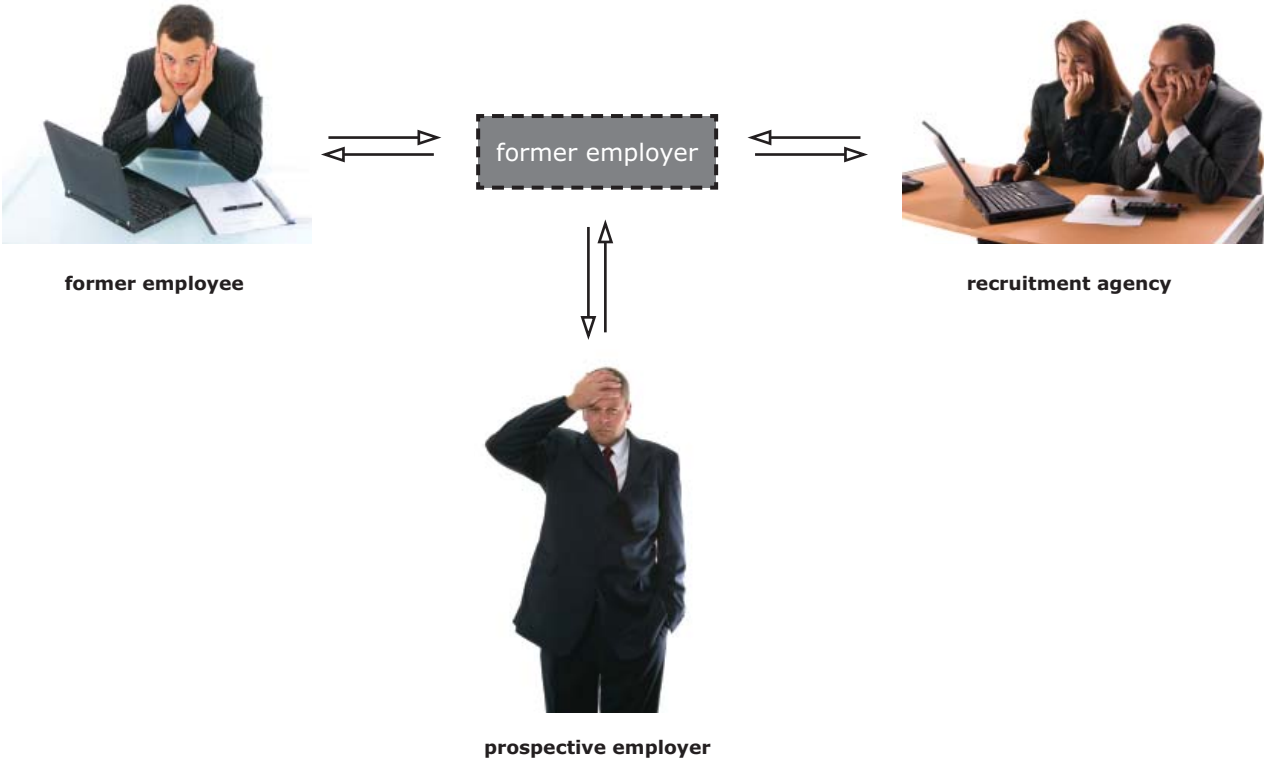 former employer
former employee
recruitment agency
prospective employer